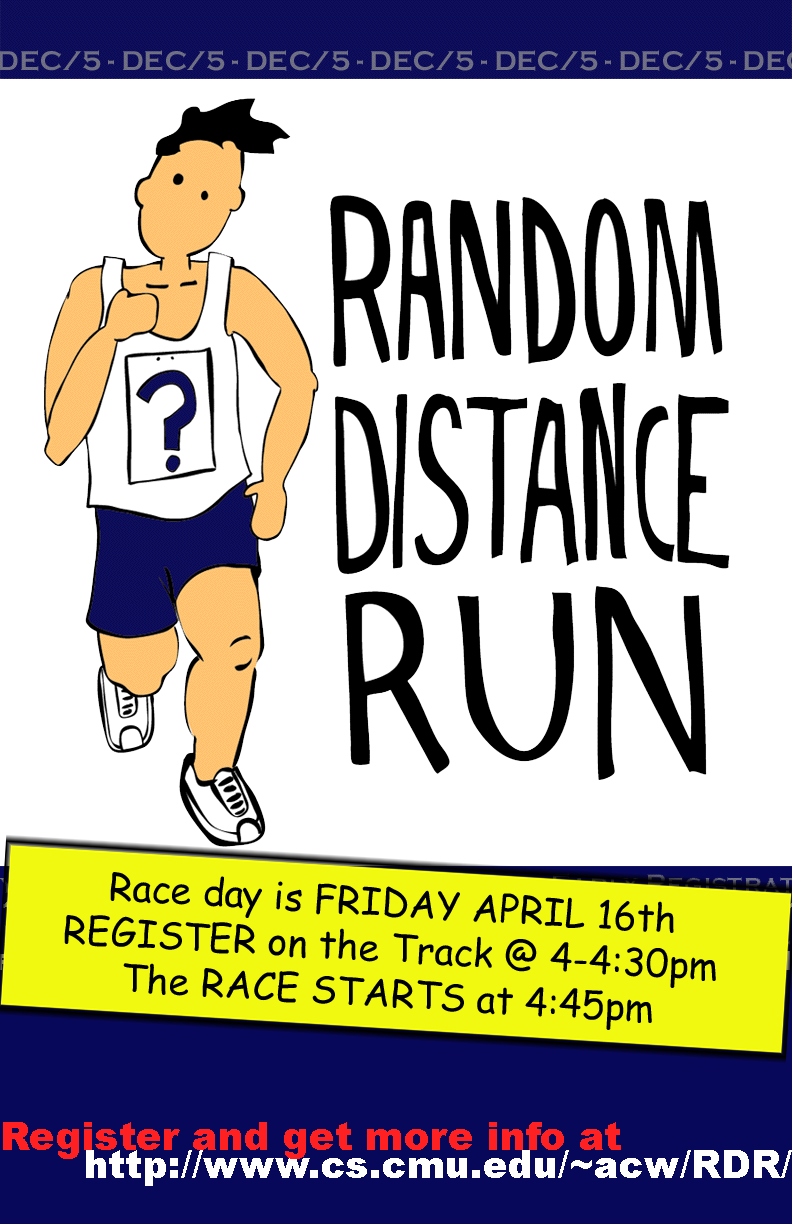 DEC/5 - DEC/5 - DEC/5 - DEC/5 - DEC/5 - DEC/5 - DEC
RANDOM
DISTANCE
RUN
?
Race day is FRIDAY APRIL 16th
REGISTER on the Track @ 4-4:30pm
The RACE STARTS at 4:45pm
Register and get more info at
http://www.cs.cmu.edu/~acw/RDR/